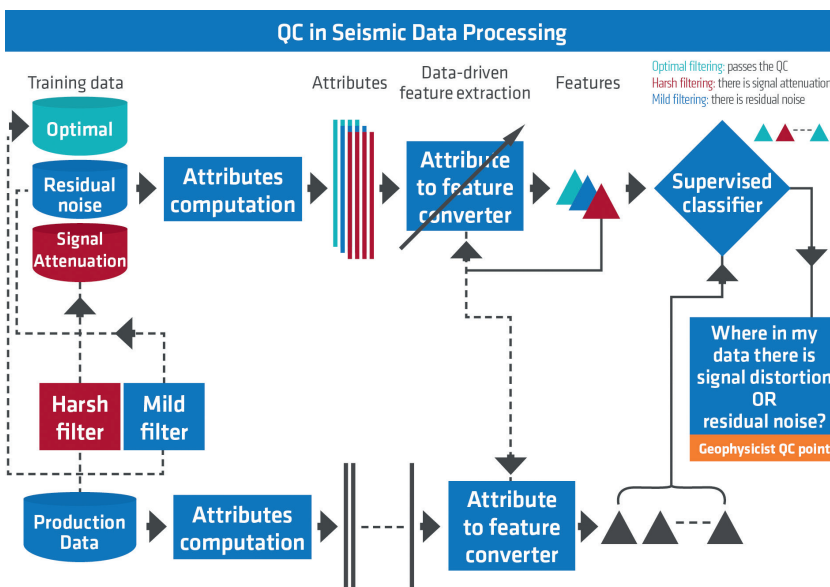 QC in Seismic Data Processing
Optimal filtering: passes the QC
Harsh filtering: there is signal attenuation
Mild filtering: there is residual noise
Training data
Attributes
Data-driven
feature extraction
Features
Optimal
Residual
noise
Signal
Attenuation
Attributes
computation
Attribute
to feature
converter
Supervised
classifier
Where in my
data there is
signal distortion
OR
residual noise?
Geophysicist QC point
Harsh
filter
Mild
filter
Production
Data
Attributes
computation
Attribute
to feature
converter